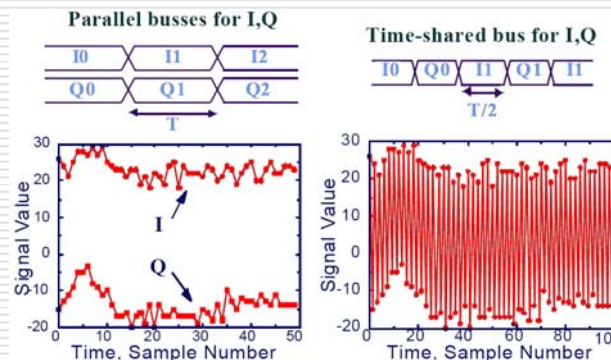 Parallel busses for I,Q
I0 I1 I2
Q0 Q1 Q2
T
30
20
10
0
-10
-20
Signal Value
I
Q
0 10 20 30 40 50
Time, Sample Number
Time-shared bus for I,Q
I0 Q0 I1 Q1 I1
T/2
30
20
10
0
-10
-20
Signal Value
0 20 40 60 80 100
Time, Sample Number